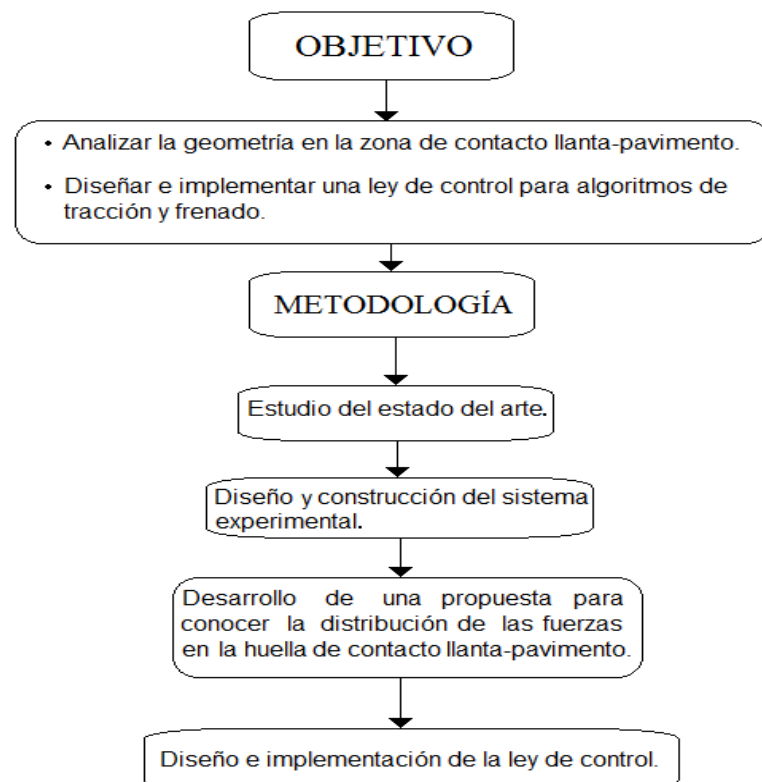 OBJETIVO
• Analizar la geometría en la zona de contacto llanta-pavimento.
• Diseñar e implementar una ley de control para algoritmos de
tracción y frenado.
METODOLOGÍA
Estudio del estado del arte.
Diseño y construcción del sistema
experimental.
Desarrollo de una propuesta para
conocer la distribución de las fuerzas
en la huella de contacto llanta-pavimento.
Diseño e implementación de la ley de control.